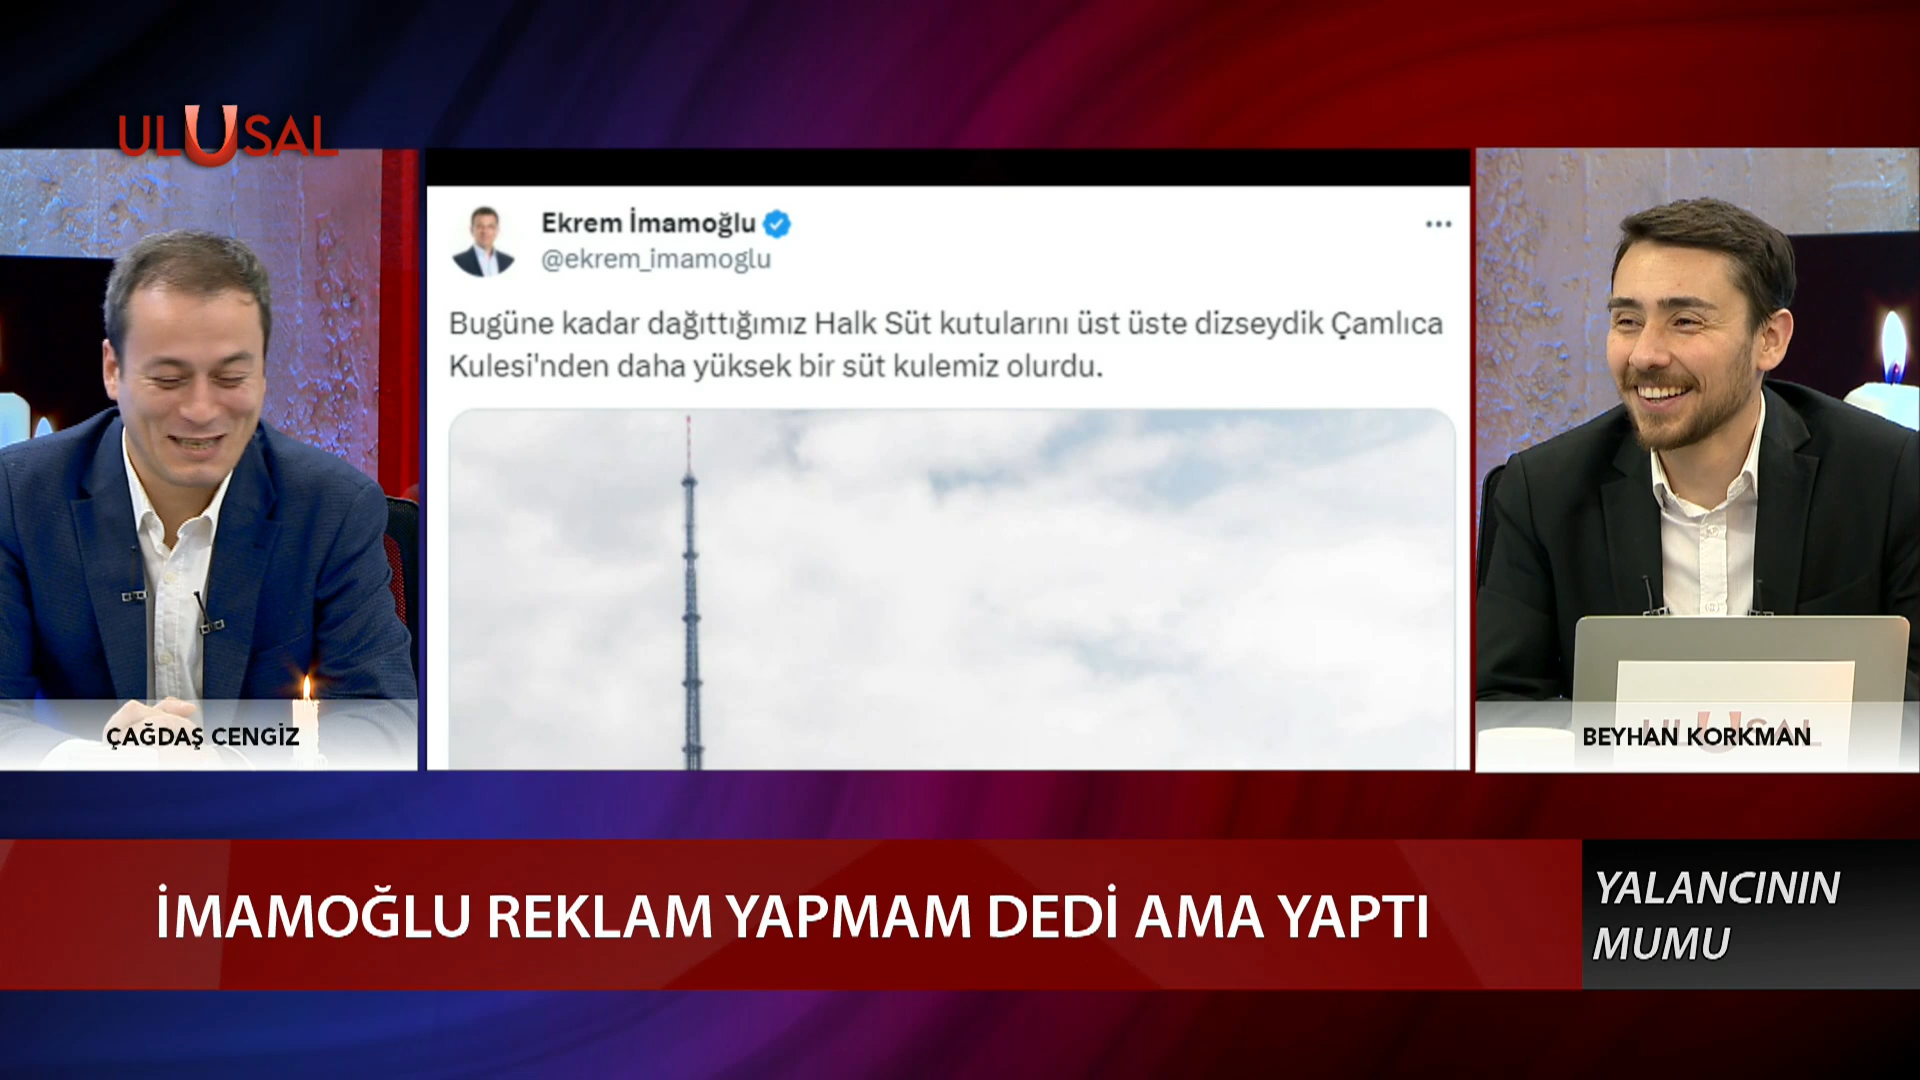 ULUSAL
Ekrem İmamoğlu
@ekrem_imamoglu
Bugüne kadar dağıttığımız Halk Süt kutularını üst üste dizseydik Çamlıca
Kulesi'nden daha yüksek bir süt kulemiz olurdu.
ÇAĞDAŞ CENGİZ
ULUSAL
BEYHAN KORKMAN
İMAMOĞLU REKLAM YAPMAM DEDİ AMA YAPTI
YALANCININ
MUMU